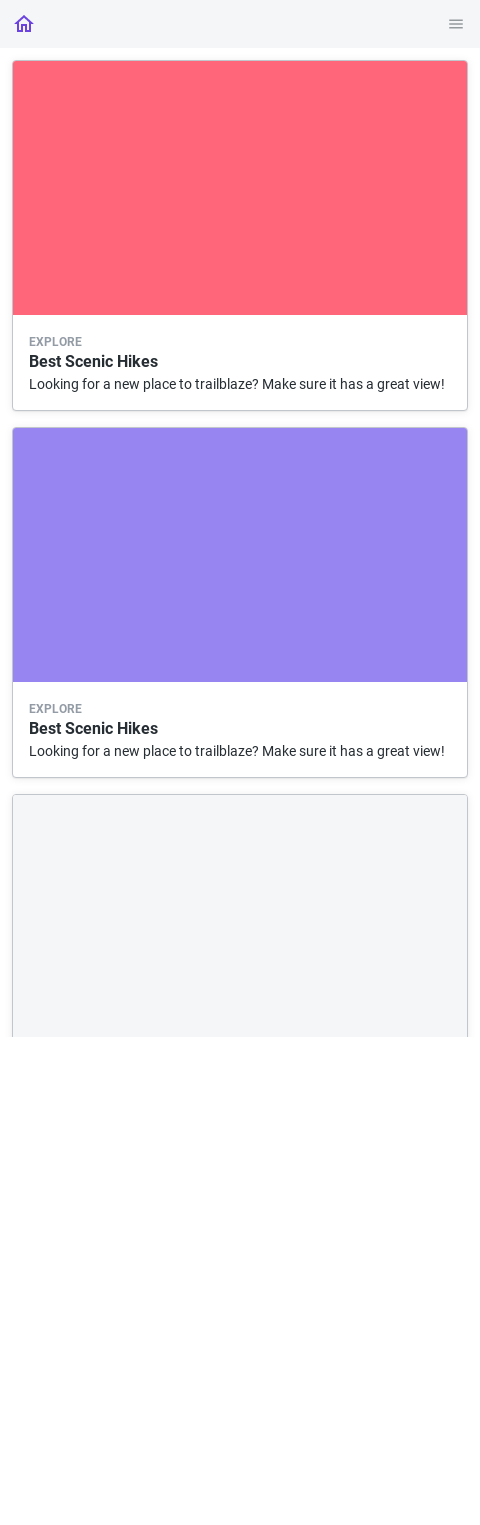 EXPLORE
Best Scenic Hikes
Looking for a new place to trailblaze? Make sure it has a great view!
EXPLORE
Best Scenic Hikes
Looking for a new place to trailblaze? Make sure it has a great view!